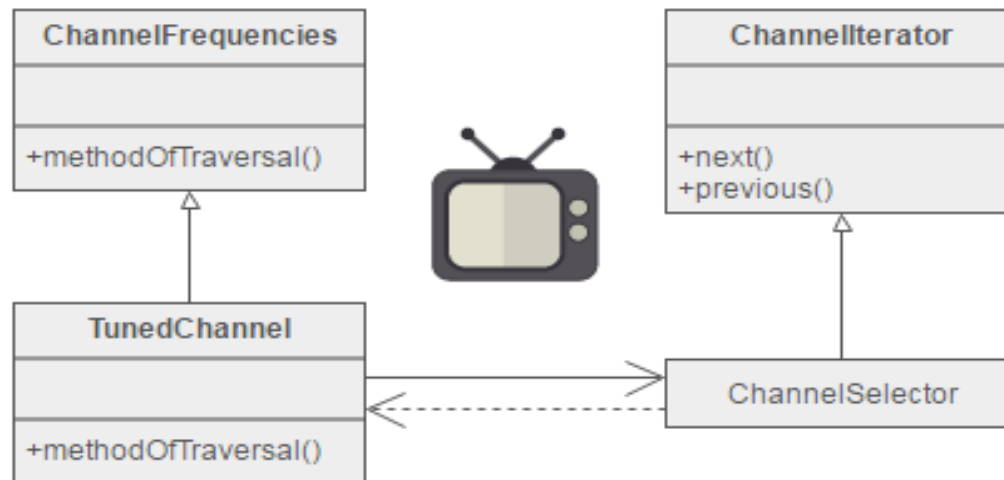 ChannelFrequencies
+methodOfTraversal()
ChannelIterator
+next()
+previous()
TunedChannel
+methodOfTraversal()
ChannelSelector